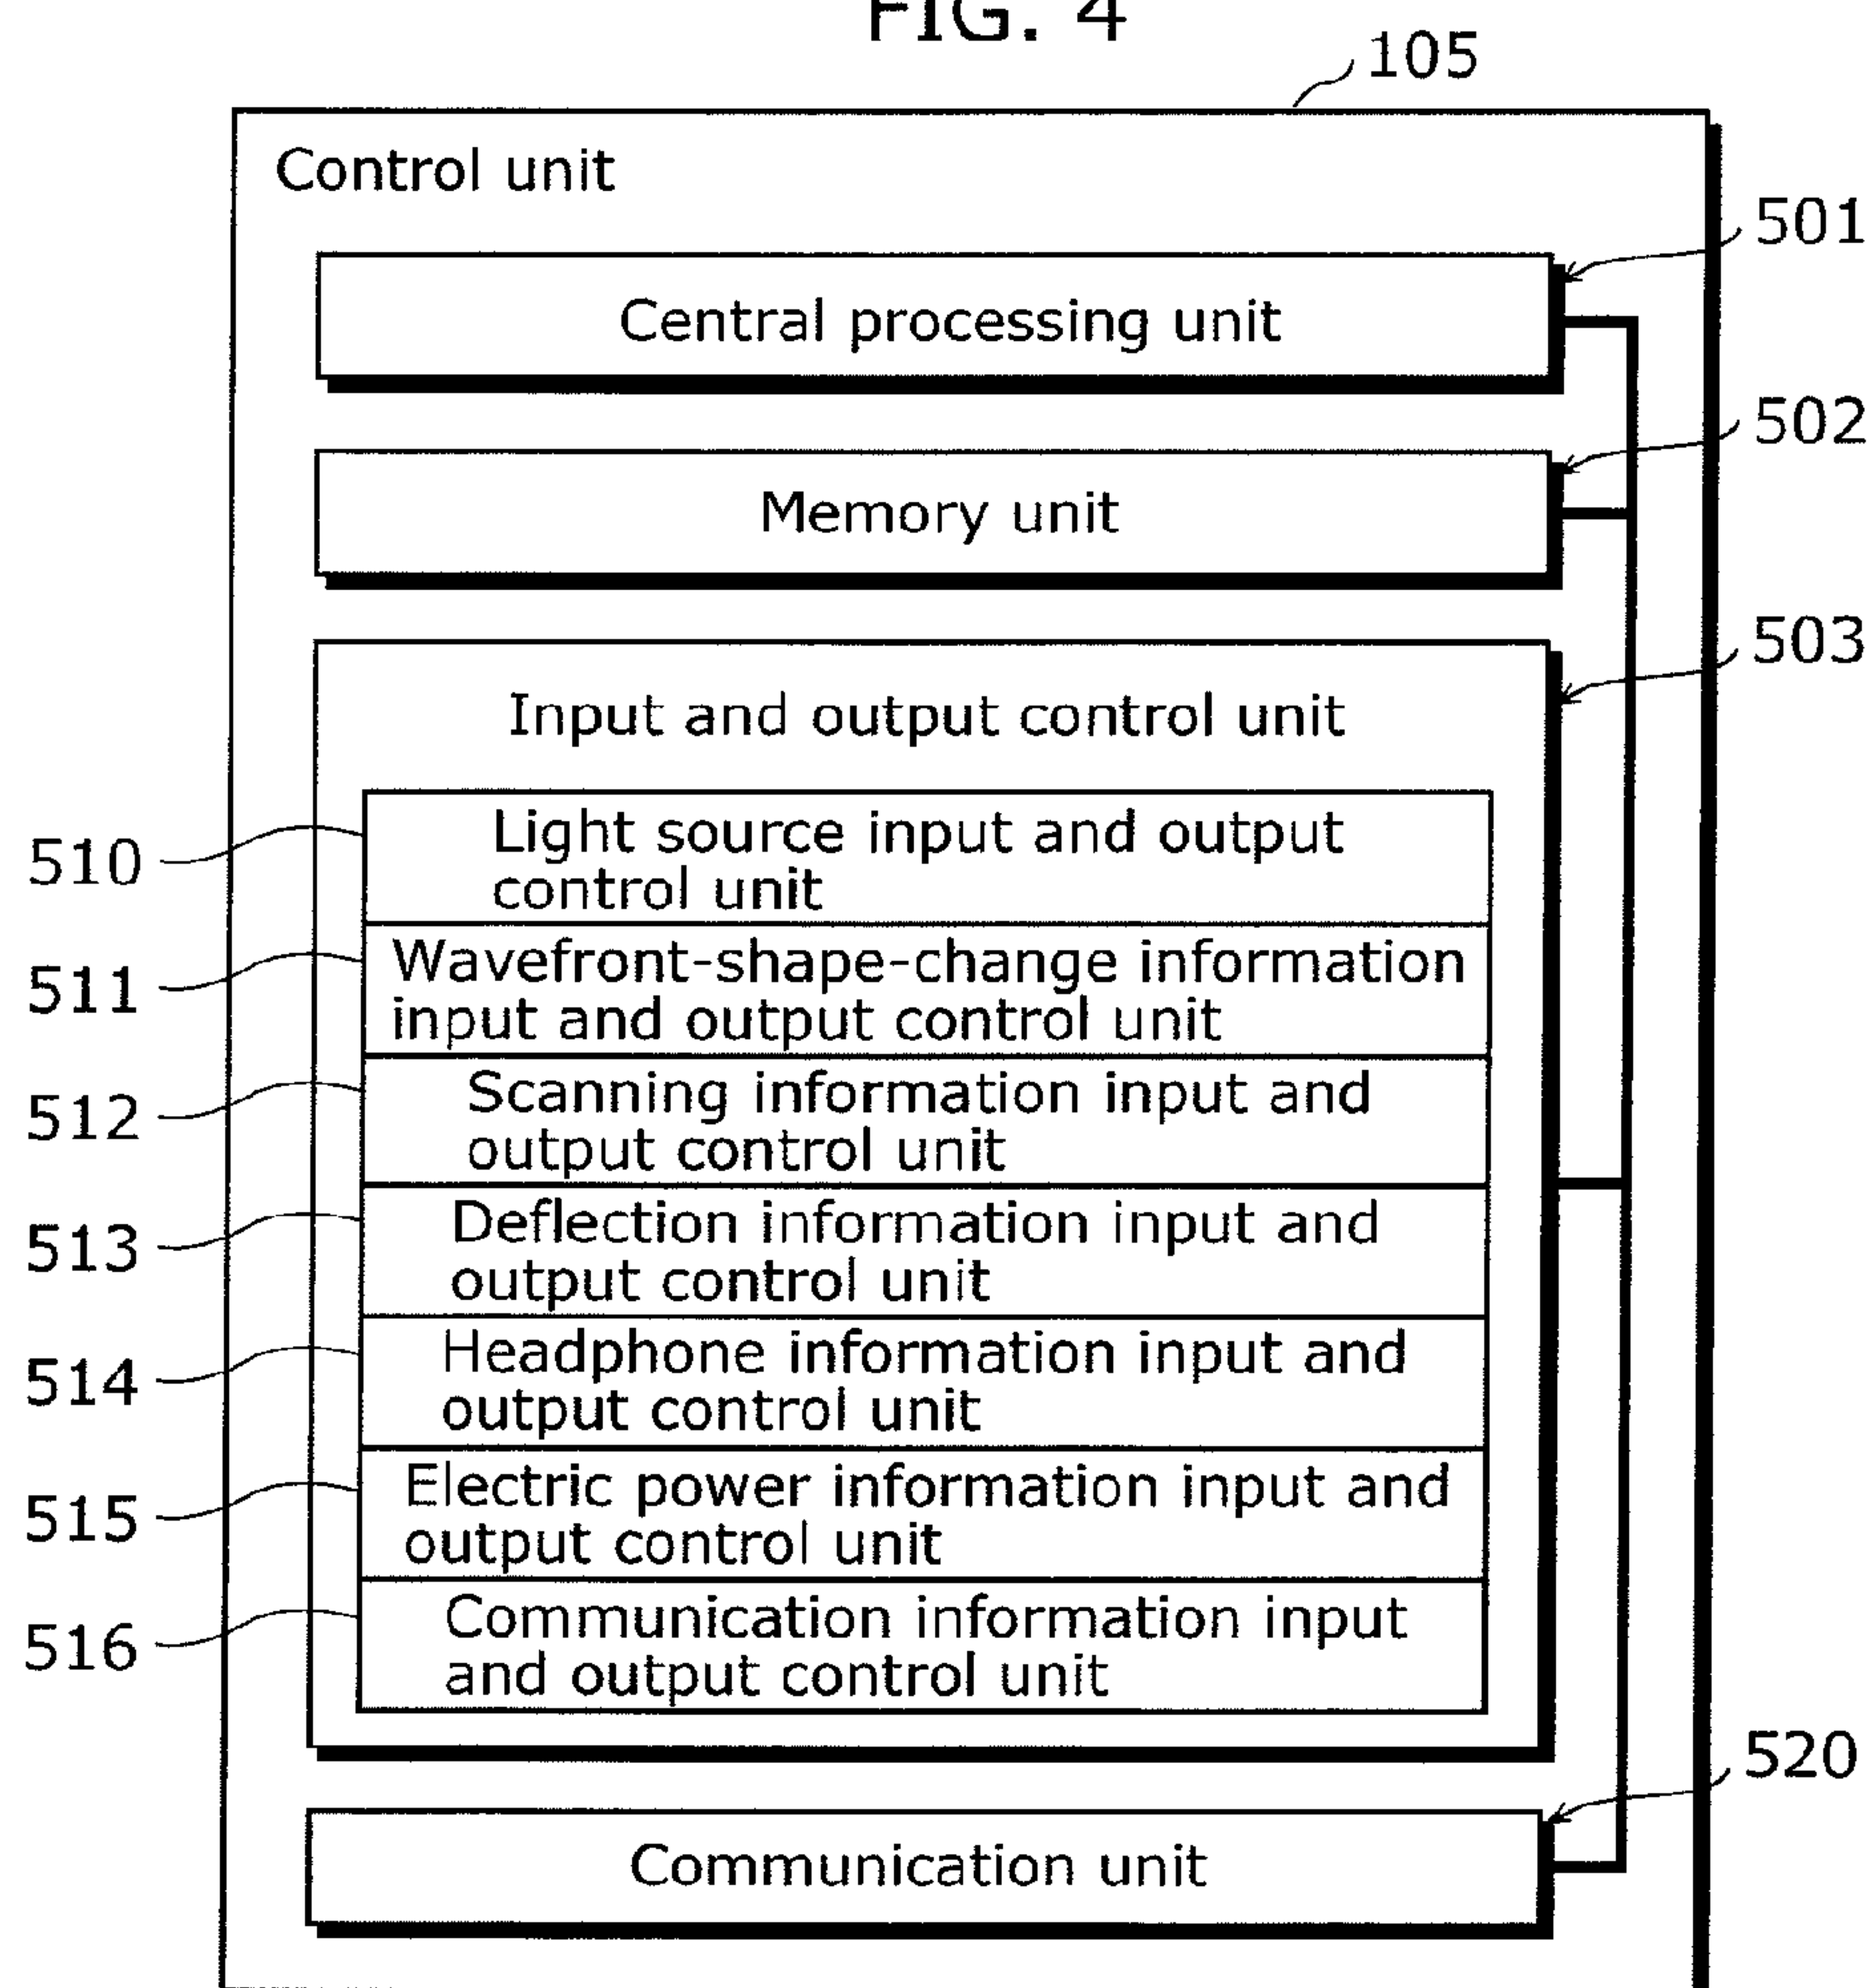 FIG. 4
105
Control unit
501
Central processing unit
502
Memory unit
503
Input and output control unit
510
Light source input and output
control unit
511
Wavefront-shape-change information
input and output control unit
512
Scanning information input and
output control unit
513
Deflection information input and
output control unit
514
Headphone information input and
output control unit
515
Electric power information input and
output control unit
516
Communication information input
and output control unit
520
Communication unit